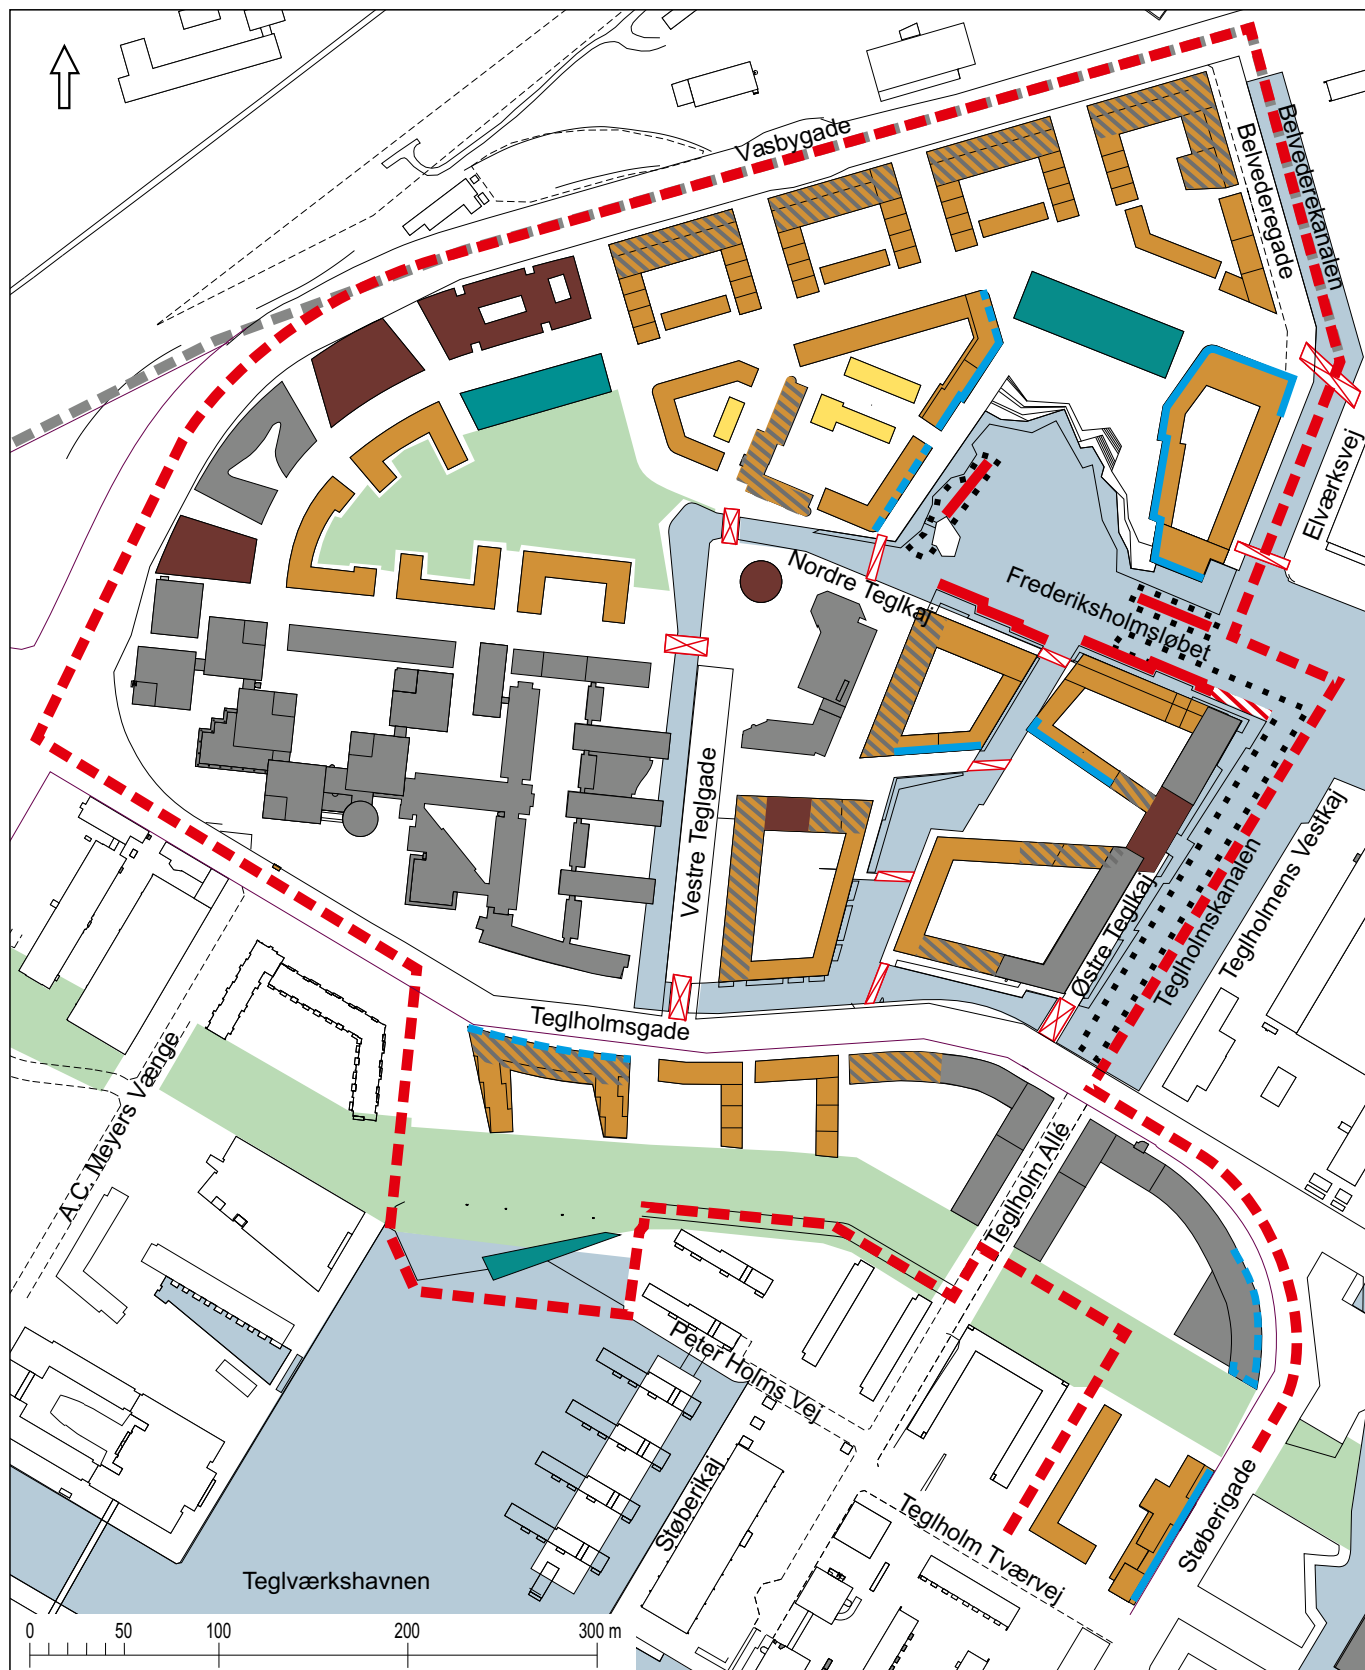 Vasbygade
Belvederekanalen
Belvederegade
Elværksvej
Nordre Teglkaj
Frederiksholmsløbet
Vestre Teglgade
Østre Teglkaj
Teglholmskanalen
Teglholmens Vestkaj
Teglholmsgade
A.C. Meyers Vænge
Teglholm Allé
Peter Holms Vej
Støberikaj
Teglholm Tværvej
Støberigade
Teglværkshavnen
0 50 100 200 300 m